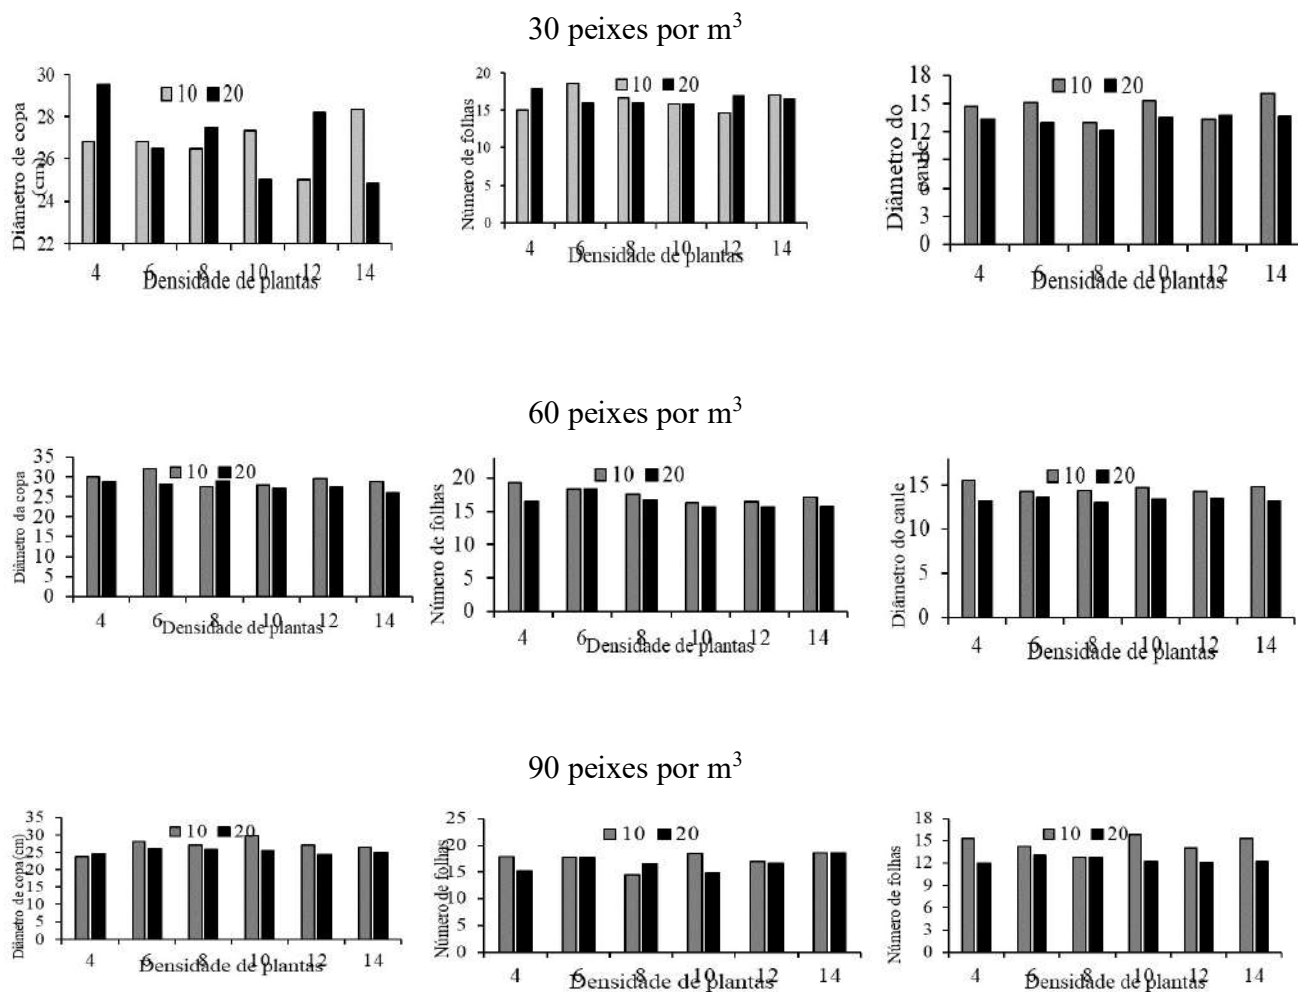 30 peixes por m³
Diâmetro de copa (cm)
30
28
26
24
22
10 20
4 6 8 10 12 14
Densidade de plantas
Número de folhas
20
15
10
5
0
10 20
4 6 8 10 12 14
Densidade de plantas
Diâmetro do caule
18
15
12
9
6
3
0
10 20
4 6 8 10 12 14
Densidade de plantas
60 peixes por m³
Diâmetro da copa
35
30
25
20
15
10
5
0
10 20
4 6 8 10 12 14
Densidade de plantas
Número de folhas
20
15
10
5
0
10 20
4 6 8 10 12 14
Densidade de plantas
Diâmetro do caule
15
10
5
0
10 20
4 6 8 10 12 14
Densidade de plantas
90 peixes por m³
Diâmetro de copa (cm)
35
30
25
20
15
10
5
0
10 20
4 6 8 10 12 14
Densidade de plantas
Número de folhas
25
20
15
10
5
0
10 20
4 6 8 10 12 14
Densidade de plantas
Número de folhas
18
15
12
9
6
3
0
10 20
4 6 8 10 12 14
Densidade de plantas